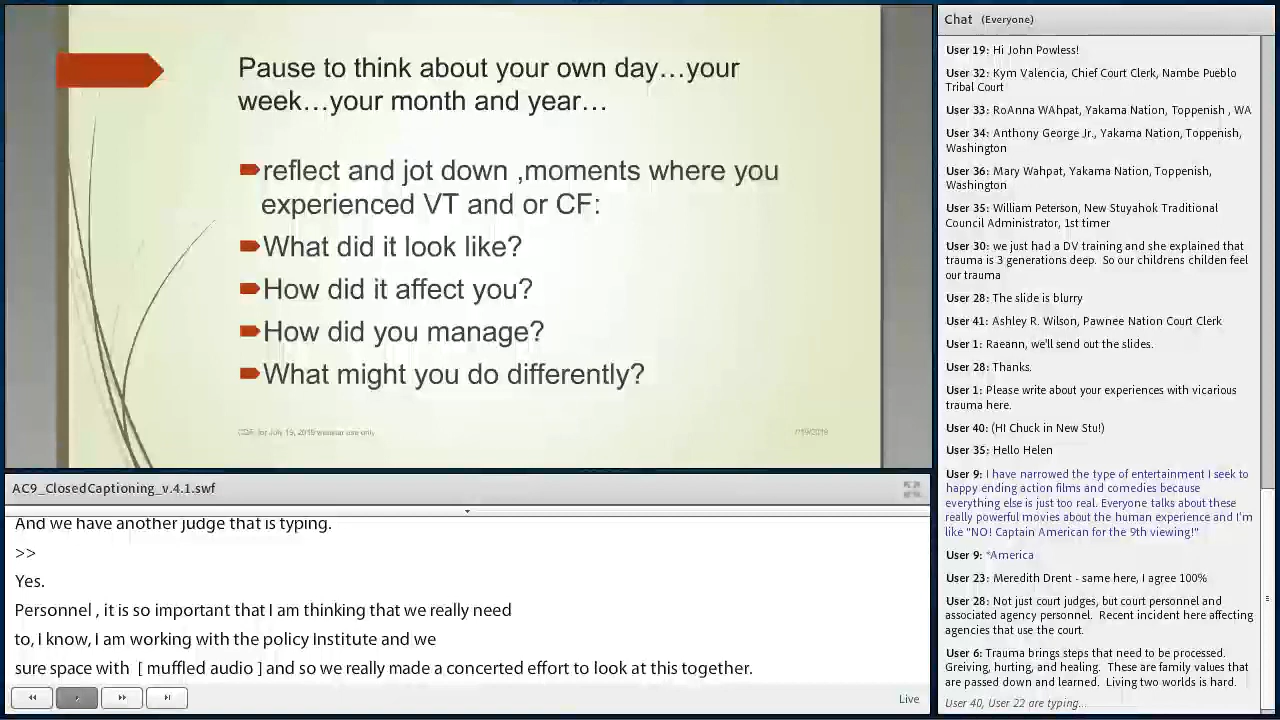 Pause to think about your own day…your
week…your month and year…
reflect and jot down ,moments where you
experienced VT and or CF:
What did it look like?
How did it affect you?
How did you manage?
What might you do differently?
for July 19, 2019 webinar use only
7/19/2019
AC9_ClosedCaptioning_v.4.1.swf
And we have another judge that is typing.
>>
Yes.
Personnel , it is so important that I am thinking that we really need
to, I know, I am working with the policy Institute and we
sure space with [ muffled audio ] and so we really made a concerted effort to look at this together.
Live
Chat (Everyone)
User 19: Hi John Powless!
User 32: Kym Valencia, Chief Court Clerk, Nambe Pueblo
Tribal Court
User 33: RoAnna WAhpat, Yakama Nation, Toppenish , WA
User 34: Anthony George Jr., Yakama Nation, Toppenish,
Washington
User 36: Mary Wahpat, Yakama Nation, Toppenish,
Washington
User 35: William Peterson, New Stuyahok Traditional
Council Administrator, 1st timer
User 30: we just had a DV training and she explained that
trauma is 3 generations deep. So our childrens childen feel
our trauma
User 28: The slide is blurry
User 41: Ashley R. Wilson, Pawnee Nation Court Clerk
User 1: Raeann, we'll send out the slides.
User 28: Thanks.
User 1: Please write about your experiences with vicarious
trauma here.
User 40: (HI Chuck in New Stu!)
User 35: Hello Helen
User 9: I have narrowed the type of entertainment I seek to
happy ending action films and comedies because
everything else is just too real. Everyone talks about these
really powerful movies about the human experience and I'm
like "NO! Captain American for the 9th viewing!"
User 9: *America
User 23: Meredith Drent - same here, I agree 100%
User 28: Not just court judges, but court personnel and
associated agency personnel. Recent incident here affecting
agencies that use the court.
User 6: Trauma brings steps that need to be processed.
Greiving, hurting, and healing. These are family values that
are passed down and learned. Living two worlds is hard.
User 40, User 22 are typing...